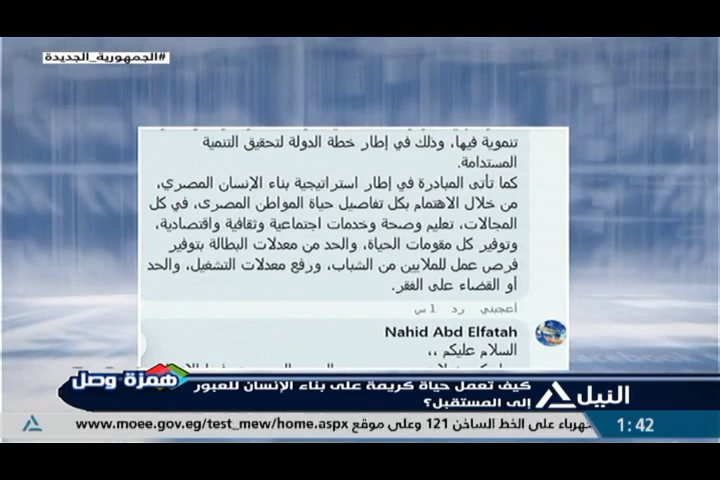 #الجمهورية_الجديدة
تنموية فيها، وذلك في إطار خطة الدولة لتحقيق التنمية
المستدامة.
كما تأتى المبادرة في إطار استراتيجية بناء الإنسان المصري،
من خلال الاهتمام بكل تفاصيل حياة المواطن المصرى، في كل
المجالات، تعليم وصحة وخدمات اجتماعية وثقافية واقتصادية،
وتوفير كل مقومات الحياة، والحد من معدلات البطالة بتوفير
فرص عمل للملايين من الشباب، ورفع معدلات التشغيل، والحد
أو القضاء على الفقر.
أعجبني رد 1 س
Nahid Abd Elfatah
السلام عليكم ،،
همزة وصل
كيف تعمل حياة كريمة على بناء الإنسان للعبور
إلى المستقبل؟
النيل
هرباء على الخط الساخن 121 وعلى موقع www.moee.gov.eg/test_mew/home.aspx
1:42